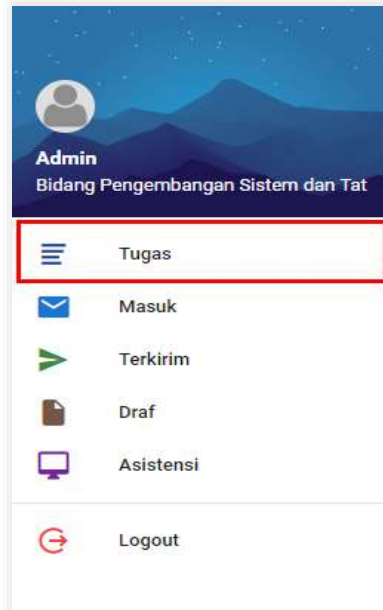 Admin
Bidang Pengembangan Sistem dan Tat
Tugas
Masuk
Terkirim
Draf
Asistensi
Logout